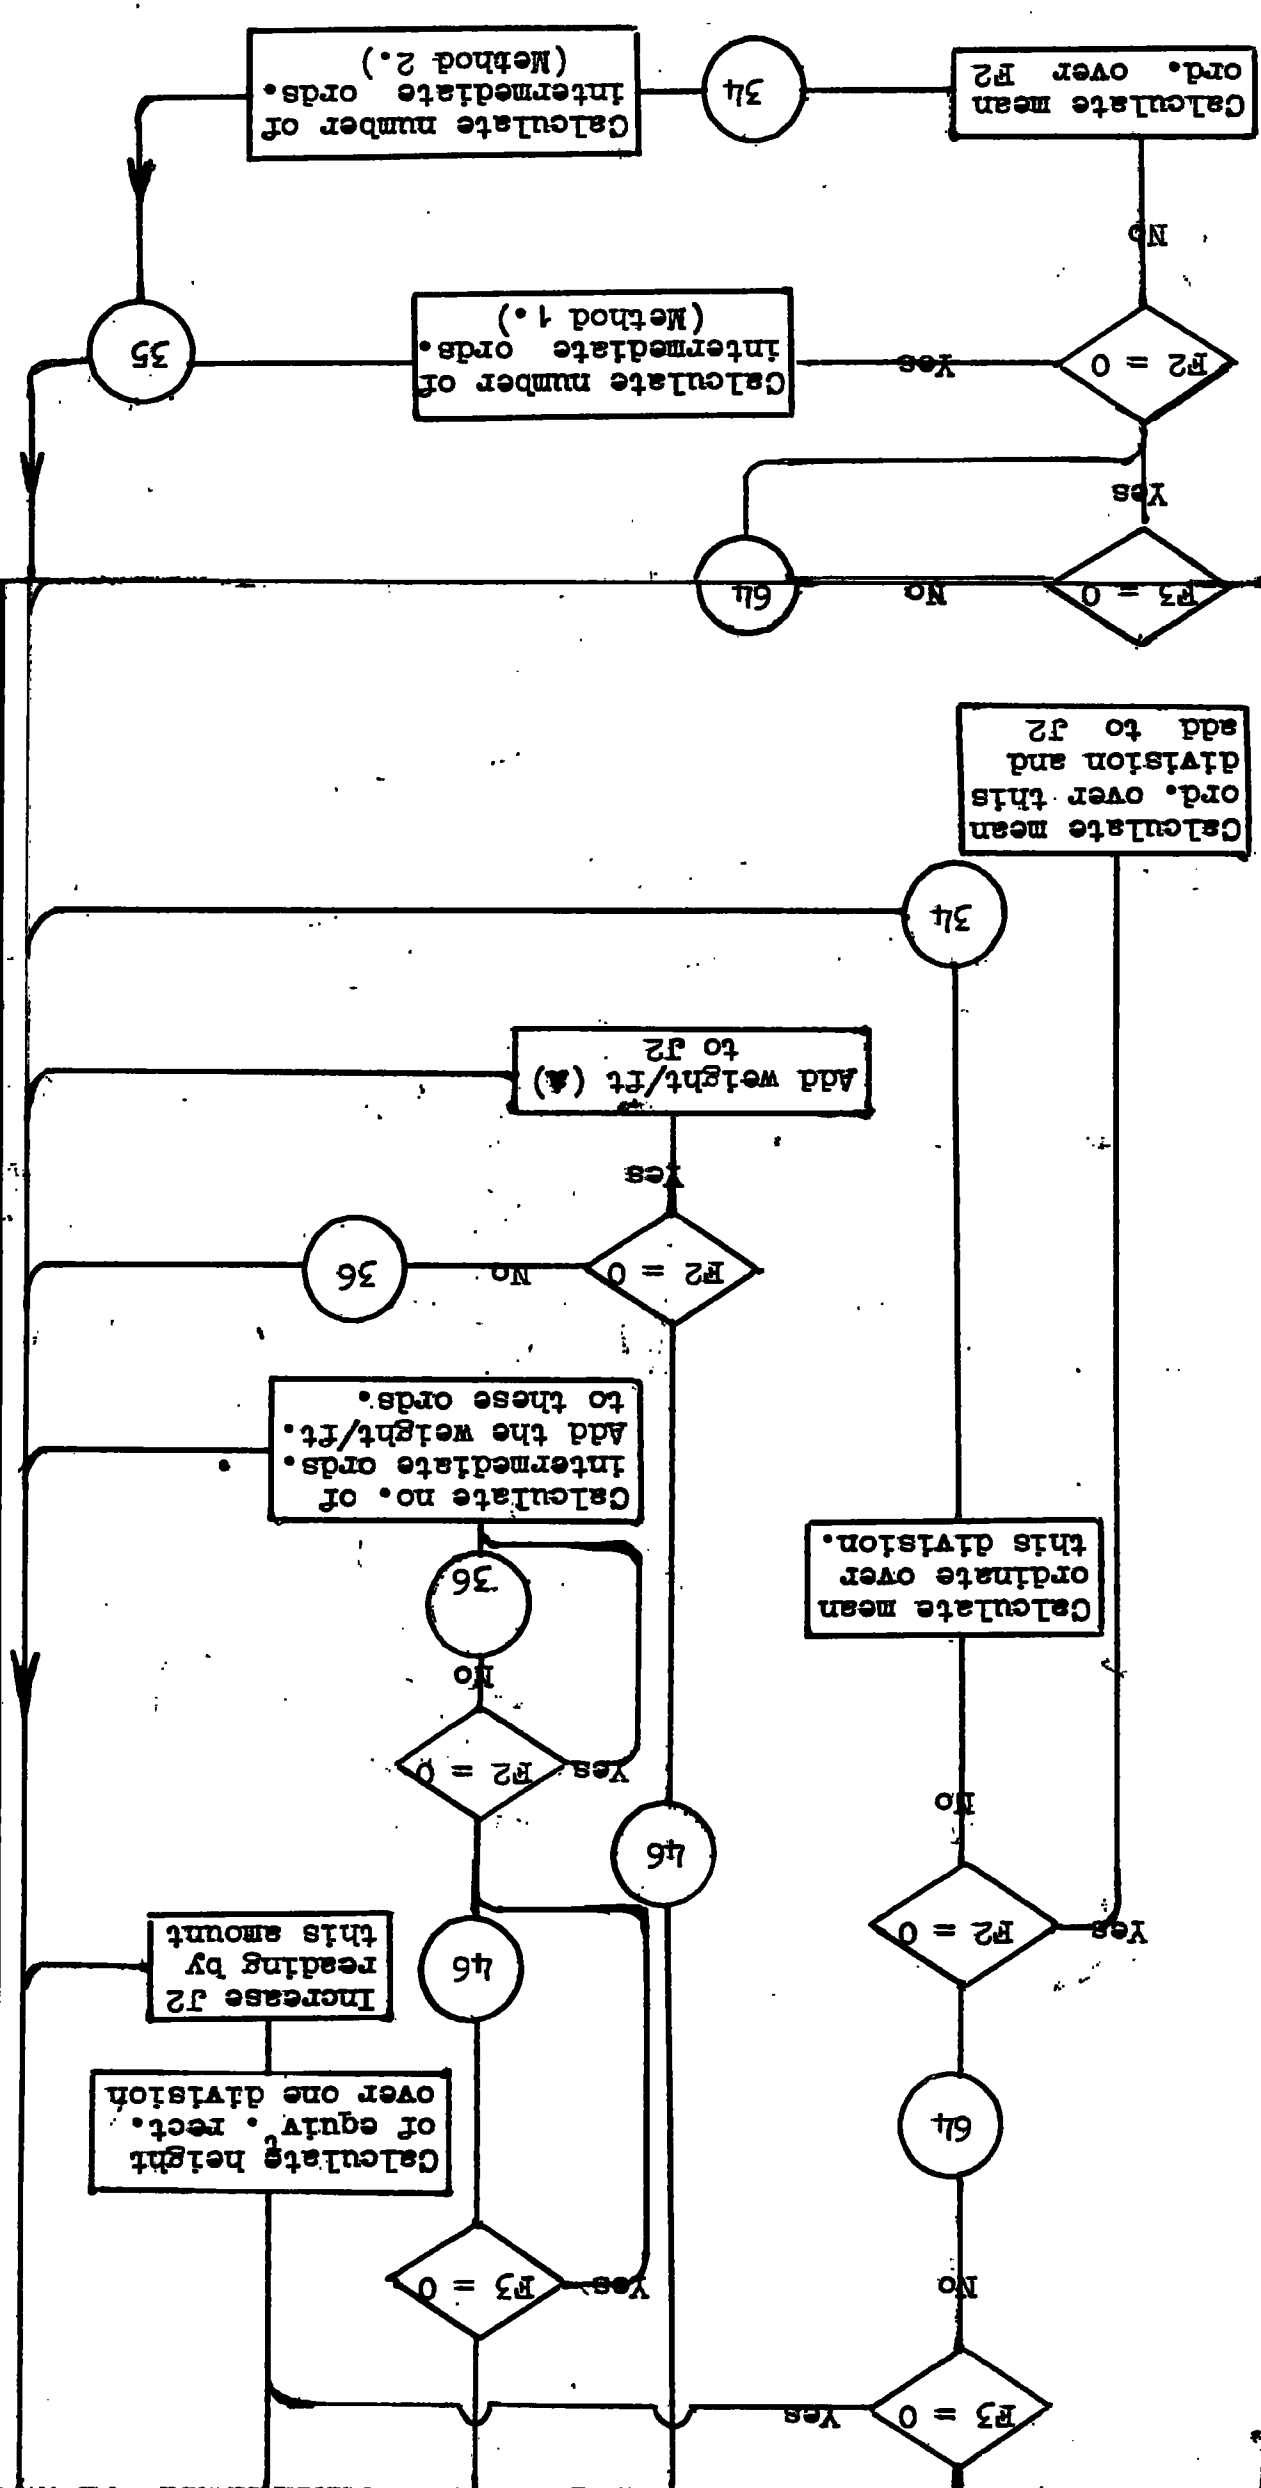 F3 = 0
Yes
No
F3 = 0
Yes
64
Calculate height
of equiv<sup>t</sup>. rect.
over one division
46
Increase J2
reading by
this amount
F2 = 0
Yes
46
No
F2 = 0
Yes
No
36
Calculate mean
ordinate over
this division.
Calculate no. of
intermediate ords.
Add the weight/ft.
to these ords.
F2 = 0
No
36
Yes
Add weight/ft ( )
to J2
34
Calculate mean
ord. over this
division and
add to J2
F3 = 0
No
64
Yes
F2 = 0
Yes
Calculate number of
intermediate ords.
(Method 1.)
35
No
Calculate mean
ord. over F2
34
Calculate number of
intermediate ords.
(Method 2.)